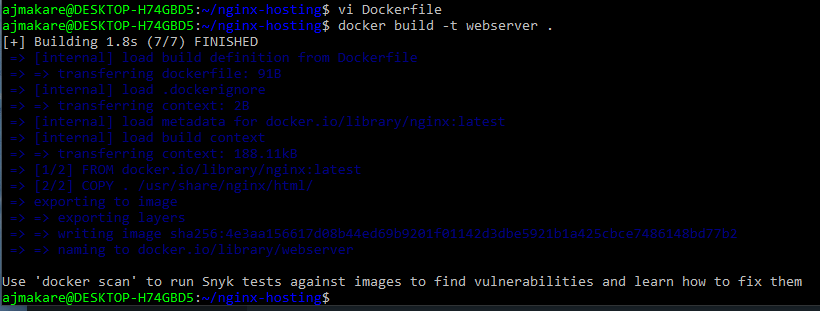 ajmakare@DESKTOP-H74GBD5:~/nginx-hosting$ vi Dockerfile
ajmakare@DESKTOP-H74GBD5:~/nginx-hosting$ docker build -t webserver .
[+] Building 1.8s (7/7) FINISHED
=> [internal] load build definition from Dockerfile
=> => transferring dockerfile: 91B
=> [internal] load .dockerignore
=> => transferring context: 2B
=> [internal] load metadata for docker.io/library/nginx:latest
=> [internal] load build context
=> => transferring context: 188.11kB
=> [1/2] FROM docker.io/library/nginx:latest
=> [2/2] COPY . /usr/share/nginx/html/
=> exporting to image
=> => exporting layers
=> => writing image
=> => naming to docker.io/library/webserver
Use 'docker scan' to run Snyk tests against images to find vulnerabilities and learn how to fix them
ajmakare@DESKTOP-H74GBD5:~/nginx-hosting$